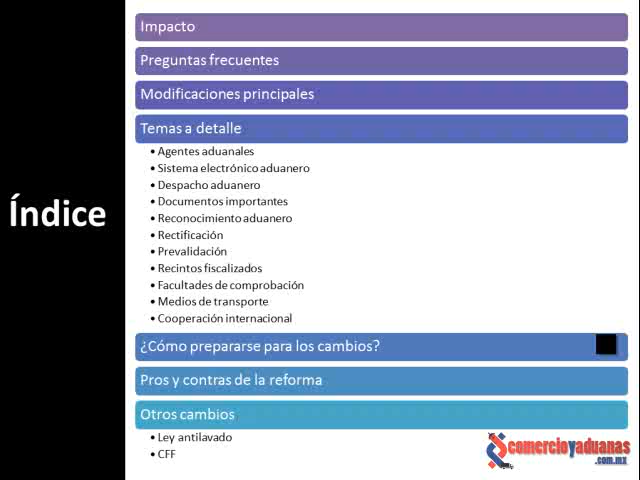 Índice
Impacto
Preguntas frecuentes
Modificaciones principales
Temas a detalle
• Agentes aduanales
• Sistema electrónico aduanero
• Despacho aduanero
• Documentos importantes
• Reconocimiento aduanero
• Rectificación
• Prevalidación
• Recintos fiscalizados
• Facultades de comprobación
• Medios de transporte
• Cooperación internacional
¿Cómo prepararse para los cambios?
Pros y contras de la reforma
Otros cambios
• Ley antilavado
• CFF
comercioyaduanas
.com.mx